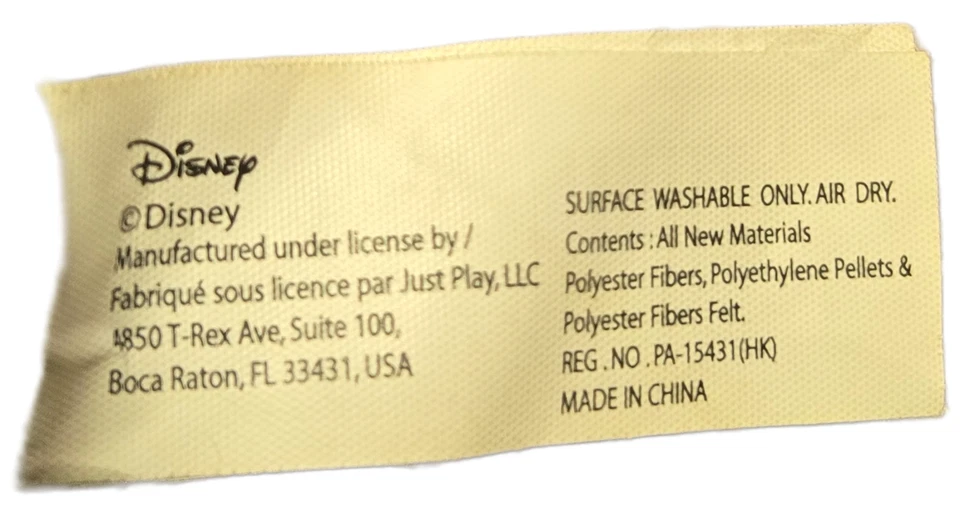 Disney
©Disney
Manufactured under license by /
Fabriqué sous licence par Just Play, LLC
4850 T-Rex Ave, Suite 100,
Boca Raton, FL 33431, USA
SURFACE WASHABLE ONLY. AIR DRY.
Contents : All New Materials
Polyester Fibers, Polyethylene Pellets &
Polyester Fibers Felt.
REG . NO . PA-15431(HK)
MADE IN CHINA